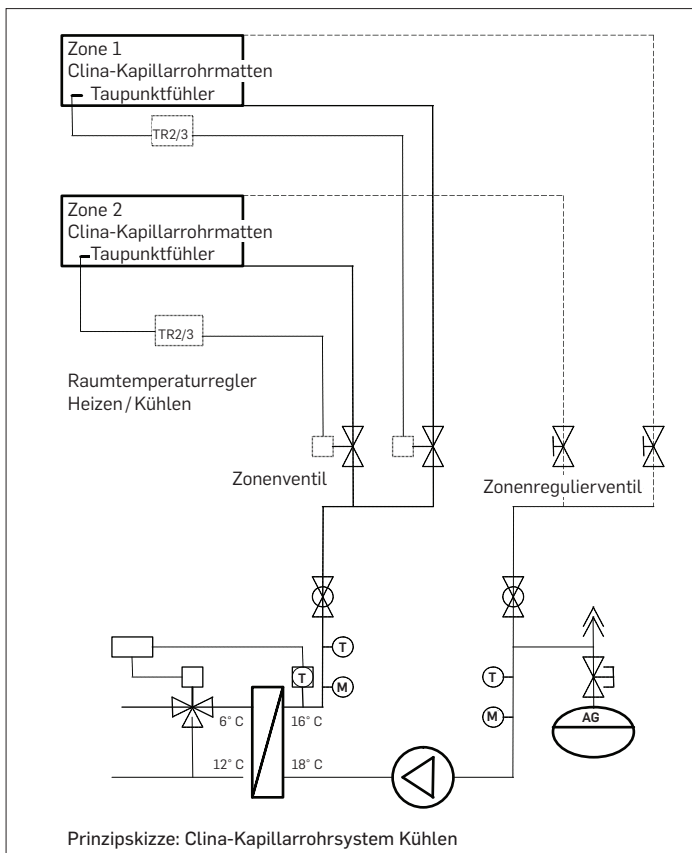 Zone 1
Clina-Kapillarrohrmatten
Taupunktfühler
TR2/3
Zone 2
Clina-Kapillarrohrmatten
Taupunktfühler
TR2/3
Raumtemperaturregler
Heizen / Kühlen
Zonenventil
Zonenregulierventil
T
T
T
M
M
AG
6° C
16° C
12° C
18° C
Prinzipskizze: Clina-Kapillarrohrsystem Kühlen